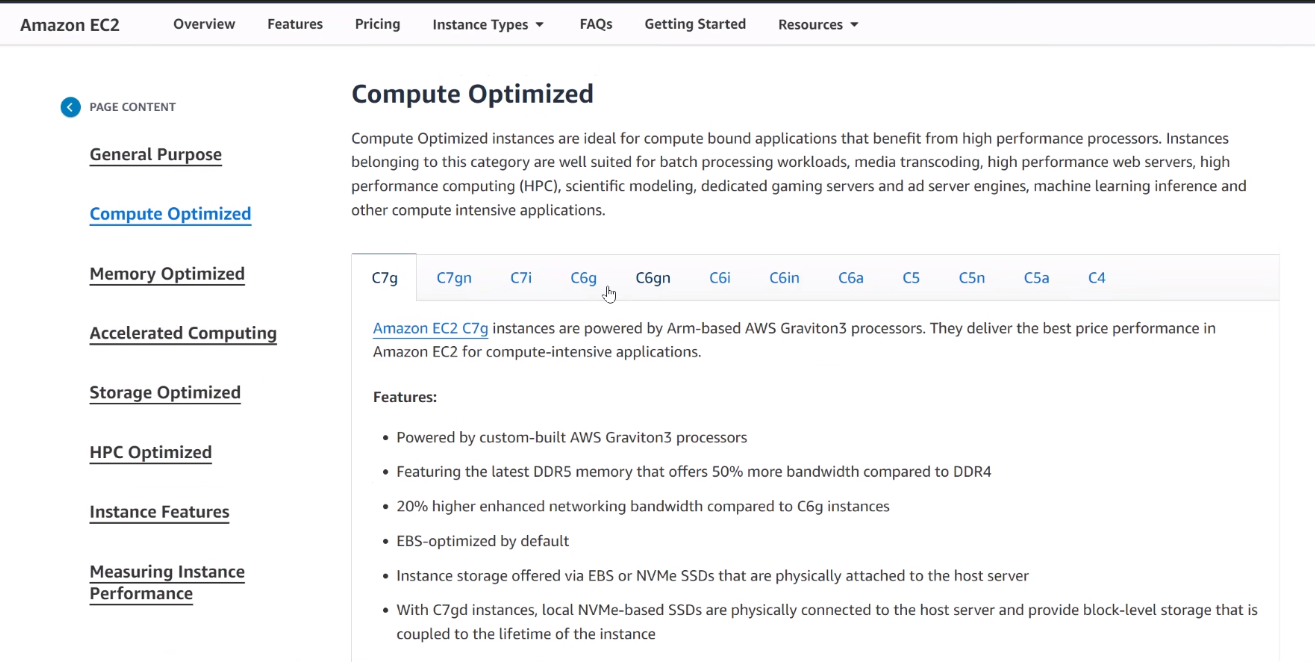 Amazon EC2 Overview Features Pricing Instance Types FAQs Getting Started Resources
PAGE CONTENT
General Purpose
Compute Optimized
Memory Optimized
Accelerated Computing
Storage Optimized
HPC Optimized
Instance Features
Measuring Instance
Performance
Compute Optimized
Compute Optimized instances are ideal for compute bound applications that benefit from high performance processors. Instances
belonging to this category are well suited for batch processing workloads, media transcoding, high performance web servers, high
performance computing (HPC), scientific modeling, dedicated gaming servers and ad server engines, machine learning inference and
other compute intensive applications.
C7g C7gn C7i C6g C6gn C6i C6in C6a C5 C5n C5a C4
Amazon EC2 C7g instances are powered by Arm-based AWS Graviton3 processors. They deliver the best price performance in
Amazon EC2 for compute-intensive applications.
Features:
• Powered by custom-built AWS Graviton3 processors
• Featuring the latest DDR5 memory that offers 50% more bandwidth compared to DDR4
• 20% higher enhanced networking bandwidth compared to C6g instances
• EBS-optimized by default
• Instance storage offered via EBS or NVMe SSDs that are physically attached to the host server
• With C7gd instances, local NVMe-based SSDs are physically connected to the host server and provide block-level storage that is
coupled to the lifetime of the instance